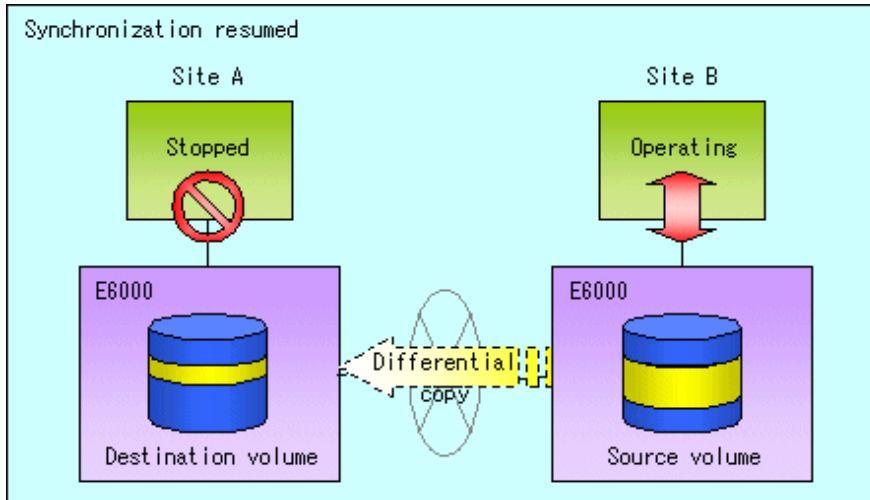 Synchronization resumed
Site A
Site B
Stopped
Operating
E6000
E6000
Differential
copy
Destination volume
Source volume